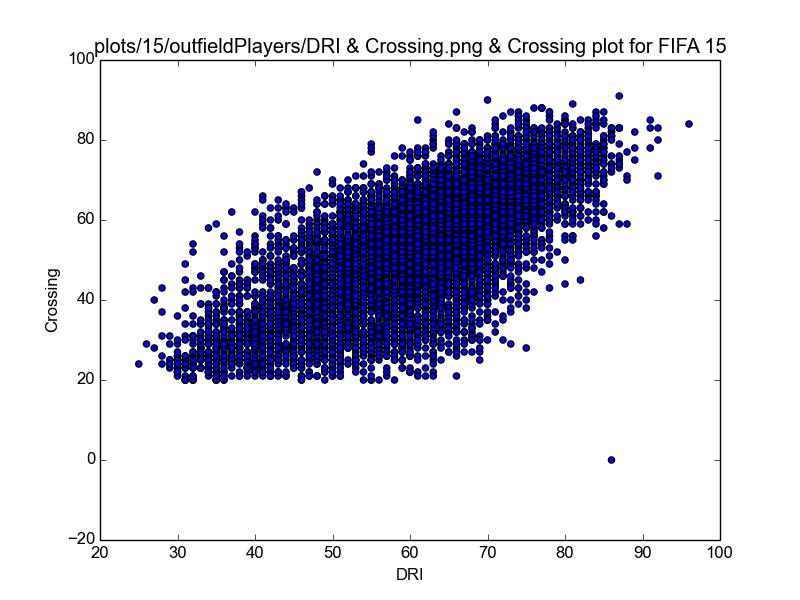 plots/15/outfieldPlayers/DRI & Crossing.png & Crossing plot for FIFA 15
100
80
60
40
20
0
−20
Crossing
20 30 40 50 60 70 80 90 100
DRI